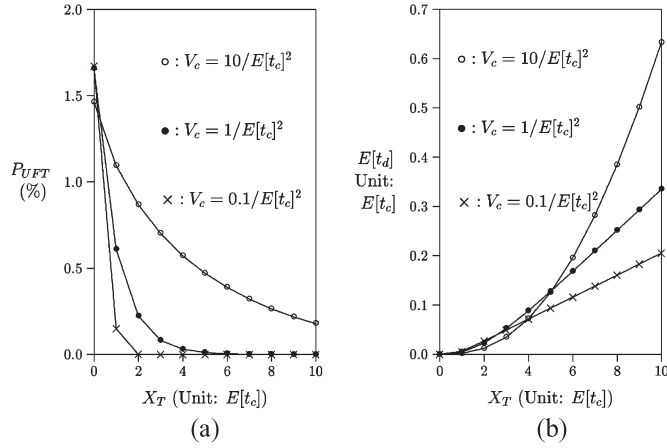 2.0
1.5
1.0
0.5
0.0
P_{UFT}
(%)
○ : V_c = 10/E[t_c]^2
● : V_c = 1/E[t_c]^2
× : V_c = 0.1/E[t_c]^2
0 2 4 6 8 10
X_T (Unit: E[t_c])
(a)
0.7
0.6
0.5
0.4
0.3
0.2
0.1
0.0
E[t_d]
Unit:
E[t_c]
○ : V_c = 10/E[t_c]^2
● : V_c = 1/E[t_c]^2
× : V_c = 0.1/E[t_c]^2
0 2 4 6 8 10
X_T (Unit: E[t_c])
(b)